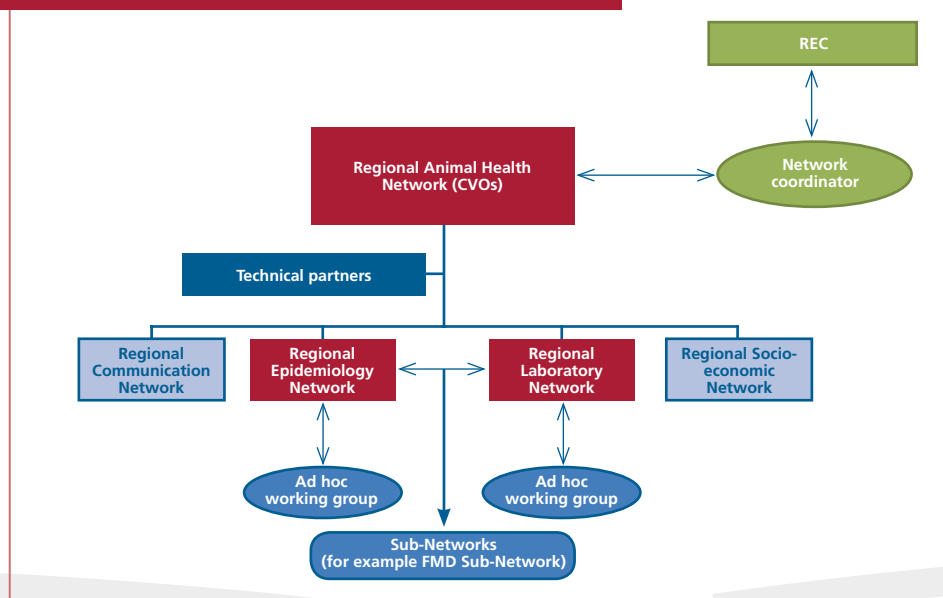 REC
Regional Animal Health
Network (CVOs)
Network
coordinator
Technical partners
Regional
Communication
Network
Regional
Epidemiology
Network
Regional
Laboratory
Network
Regional Socio-
economic
Network
Ad hoc
working group
Ad hoc
working group
Sub-Networks
(for example FMD Sub-Network)